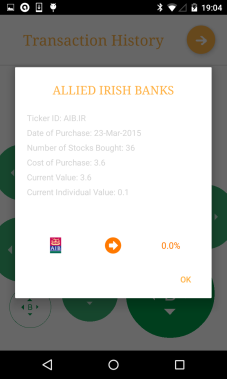 19:04
Transaction History
ALLIED IRISH BANKS
Ticker ID: AIB.IR
Date of Purchase: 23-Mar-2015
Number of Stocks Bought: 36
Cost of Purchase: 3.6
Current Value: 3.6
Current Individual Value: 0.1
AIB
0.0%
OK
B
B